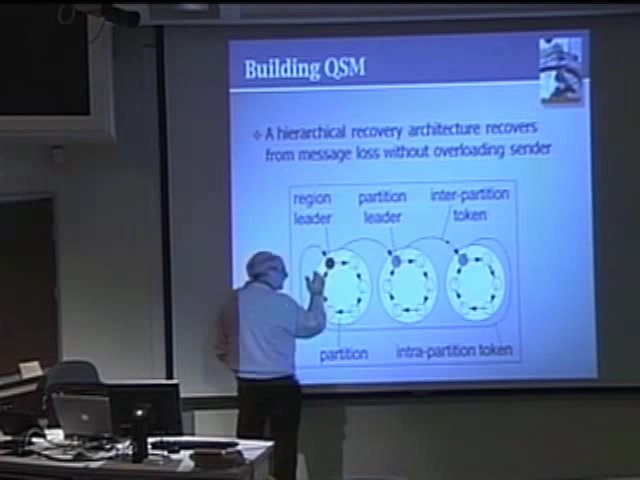 Building QSM
A hierarchical recovery architecture recovers
from message loss without overloading sender
region
leader
partition
leader
inter-partition
token
partition
intra-partition token